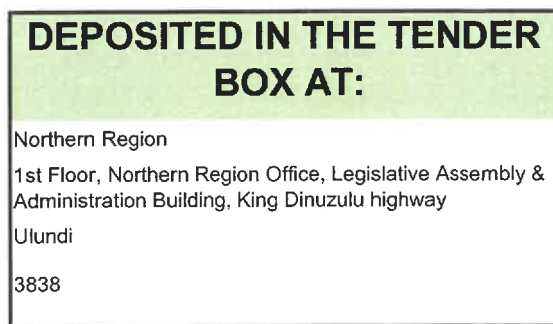 DEPOSITED IN THE TENDER
BOX AT:
Northern Region
1st Floor, Northern Region Office, Legislative Assembly &
Administration Building, King Dinuzulu highway
Ulundi
3838